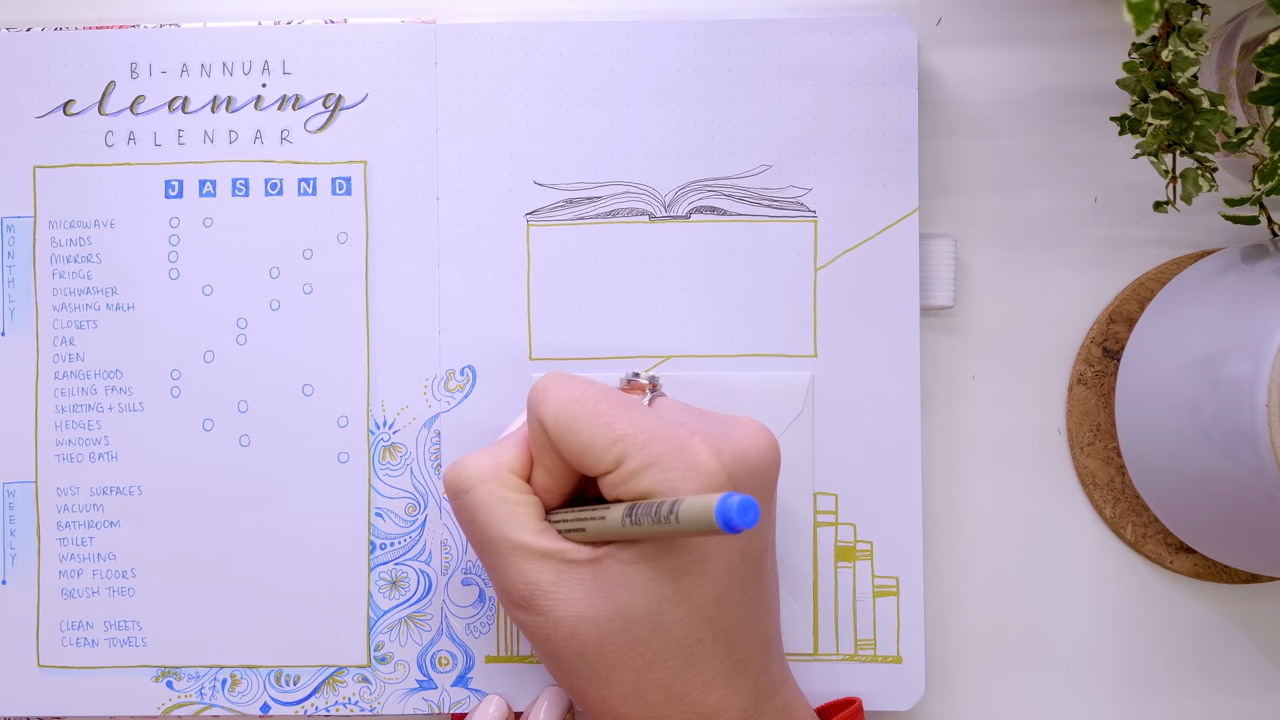 BI-ANNUAL
cleaning
CALENDAR
J A S O N D
MONTHLY
MICROWAVE
BLINDS
MIRRORS
FRIDGE
DISHWASHER
WASHING MACH
CLOSETS
CAR
OVEN
RANGEHOOD
CEILING FANS
SKIRTING + SILLS
HEDGES
WINDOWS
THEO BATH
WEEKLY
DUST SURFACES
VACUUM
BATHROOM
TOILET
WASHING
MOP FLOORS
BRUSH THEO
CLEAN SHEETS
CLEAN TOWELS